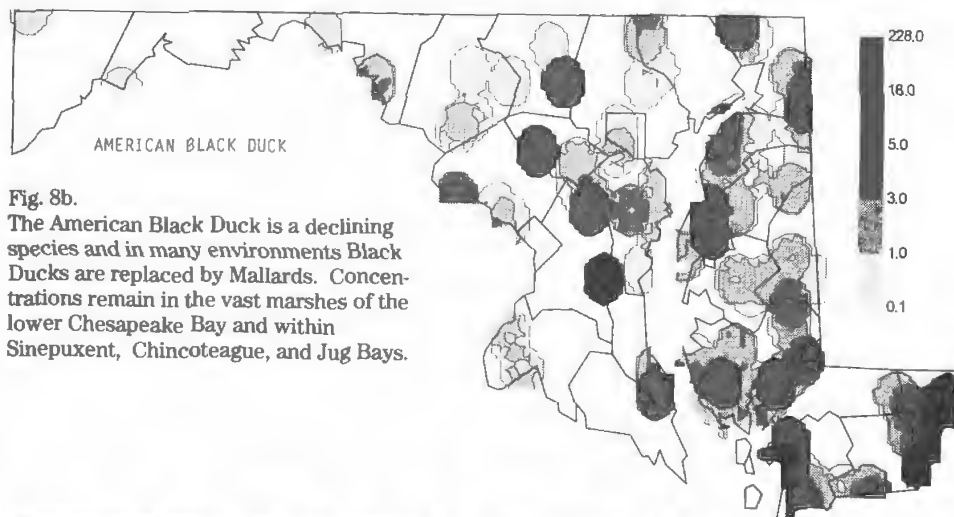 228.0
18.0
5.0
3.0
1.0
0.1
AMERICAN BLACK DUCK
Fig. 8b.
The American Black Duck is a declining
species and in many environments Black
Ducks are replaced by Mallards. Concen-
trations remain in the vast marshes of the
lower Chesapeake Bay and within
Sinepuxent, Chincoteague, and Jug Bays.